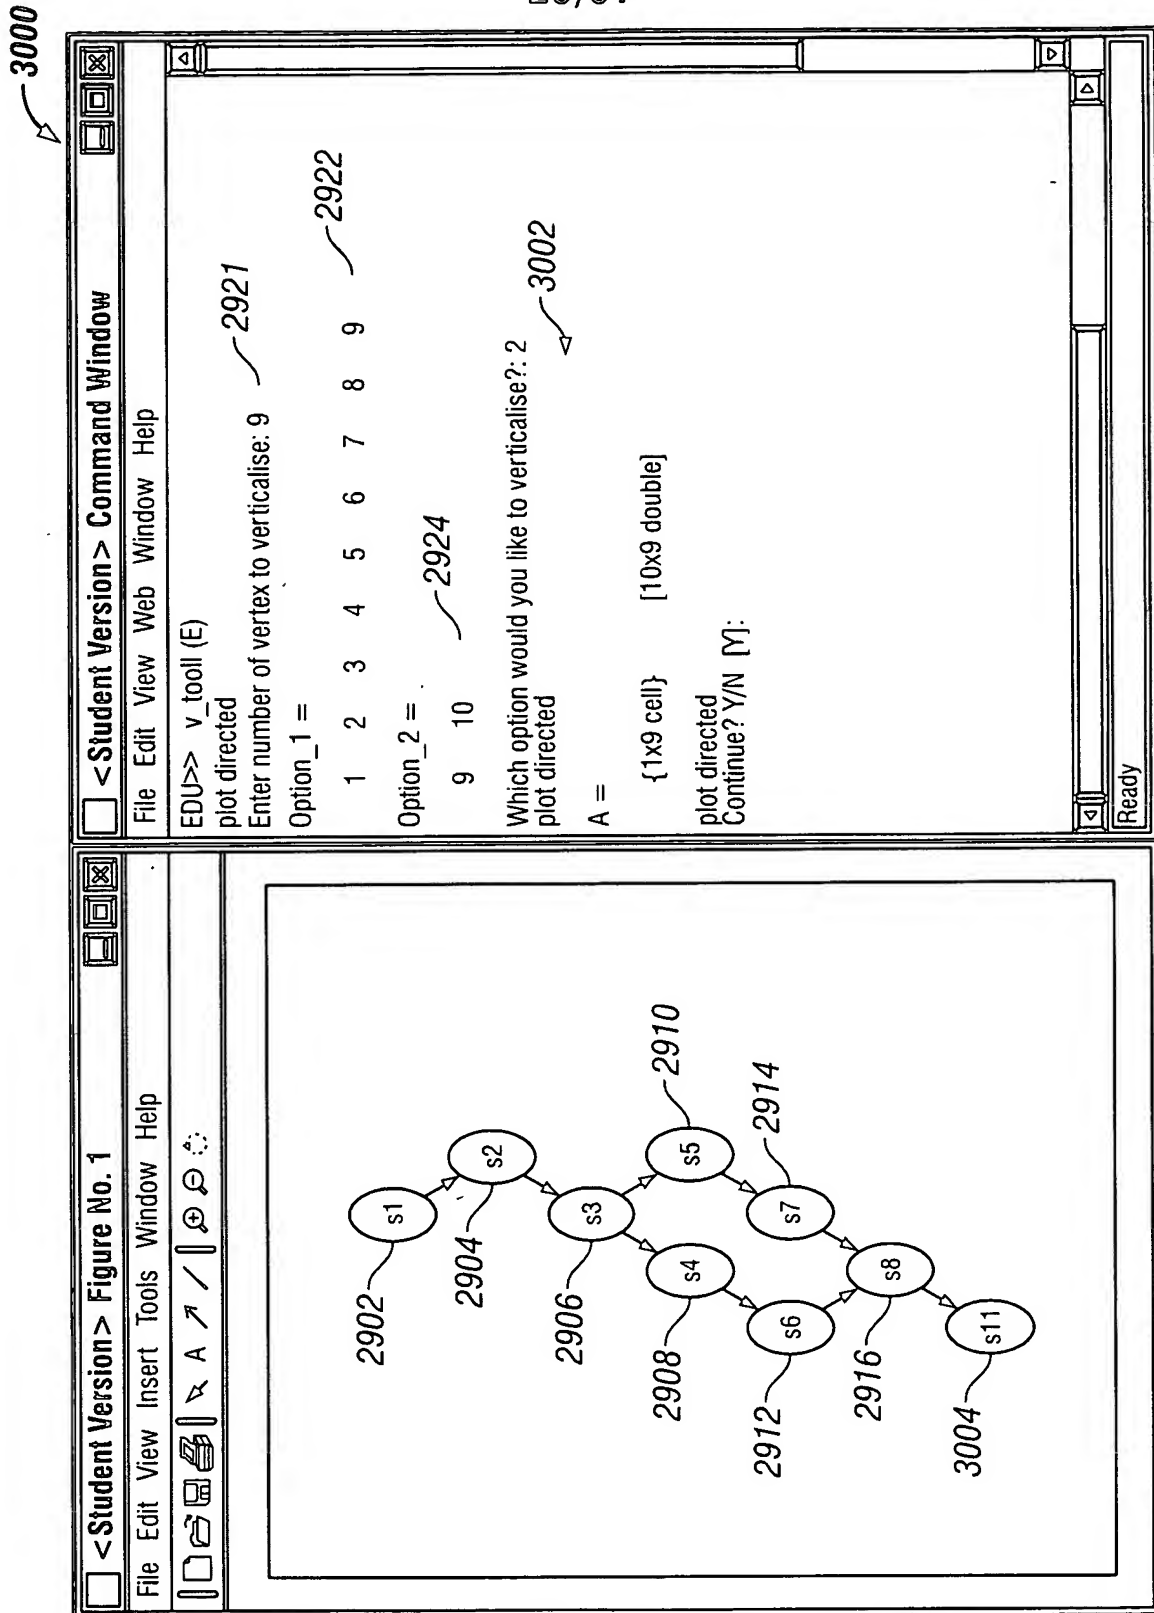 3000
<Student Version> Figure No. 1
File Edit View Insert Tools Window Help
A
2902
s1
s2
2904
2906
s3
s5
2910
2908
s4
s7
2914
2912
s6
s8
2916
3004
s11
<Student Version> Command Window
File Edit View Web Window Help
EDU>> v_tooll (E)
plot directed
Enter number of vertex to verticalise: 9
2921
Option_1 =
1 2 3 4 5 6 7 8 9
2922
Option_2 =
9 10
2924
Which option would you like to verticalise?: 2
plot directed
3002
A =
{1x9 cell} [10x9 double]
plot directed
Continue? Y/N [Y]:
Ready